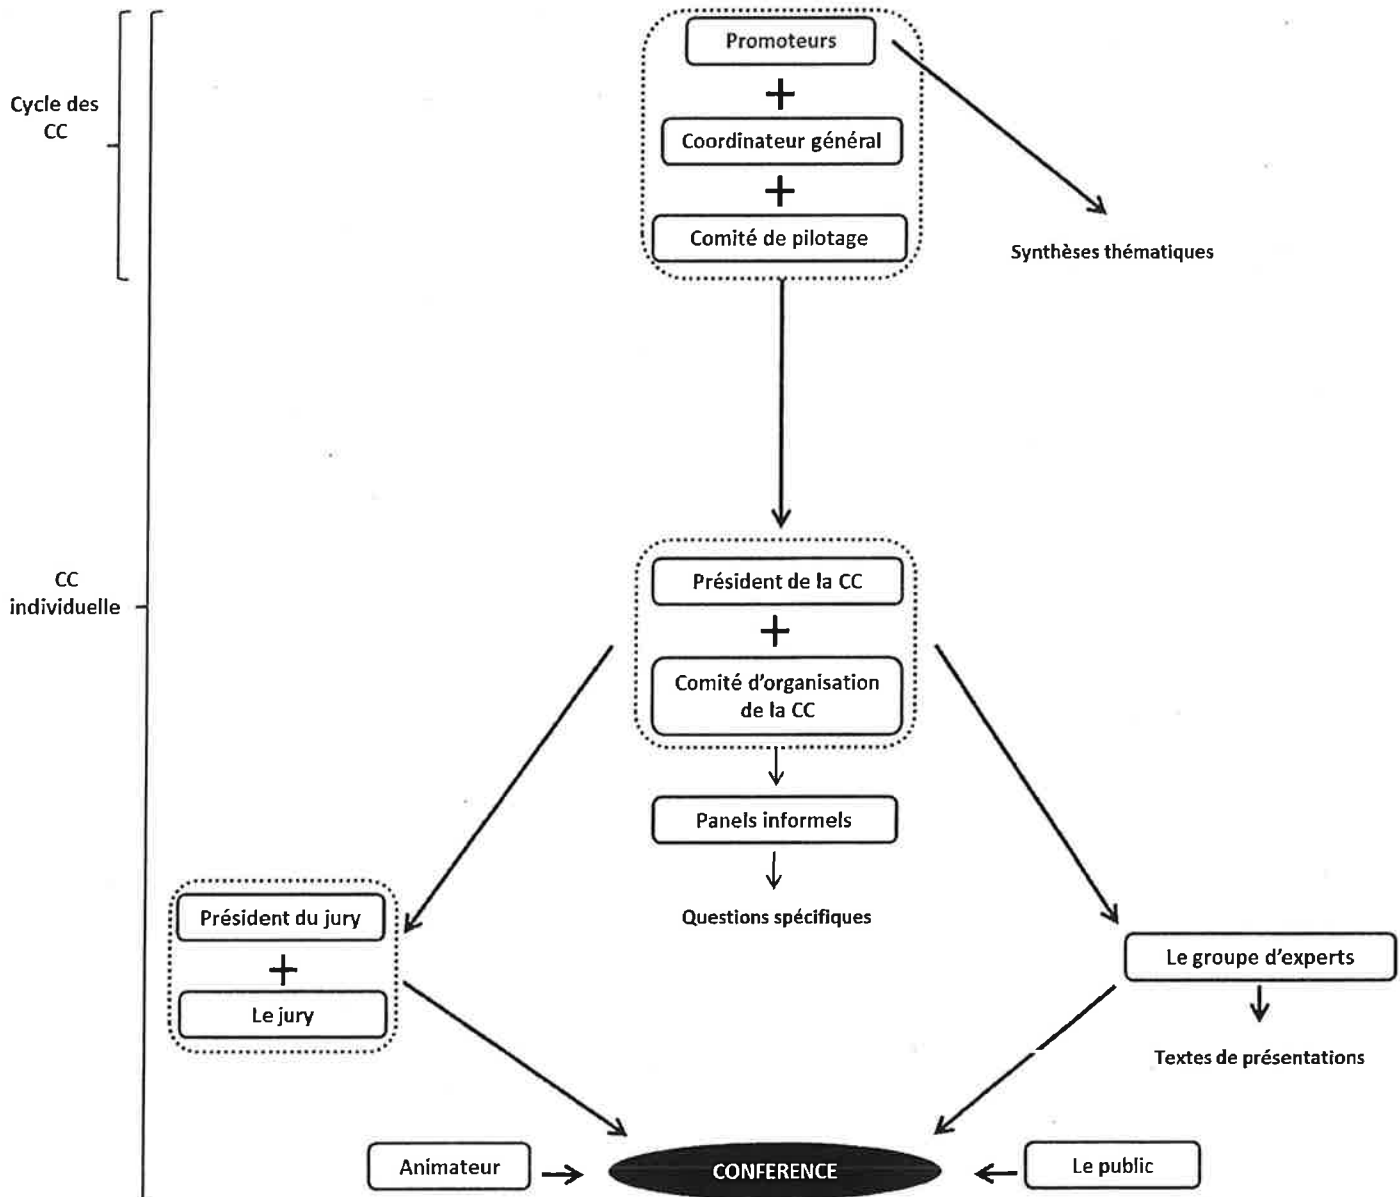 Promoteurs
+
Cycle des
CC
Coordinateur général
+
Comité de pilotage
Synthèses thématiques
CC
individuelle
Président de la CC
+
Comité d'organisation
de la CC
Panels informels
Questions spécifiques
Président du jury
+
Le jury
Le groupe d'experts
Textes de présentations
Animateur
CONFERENCE
Le public